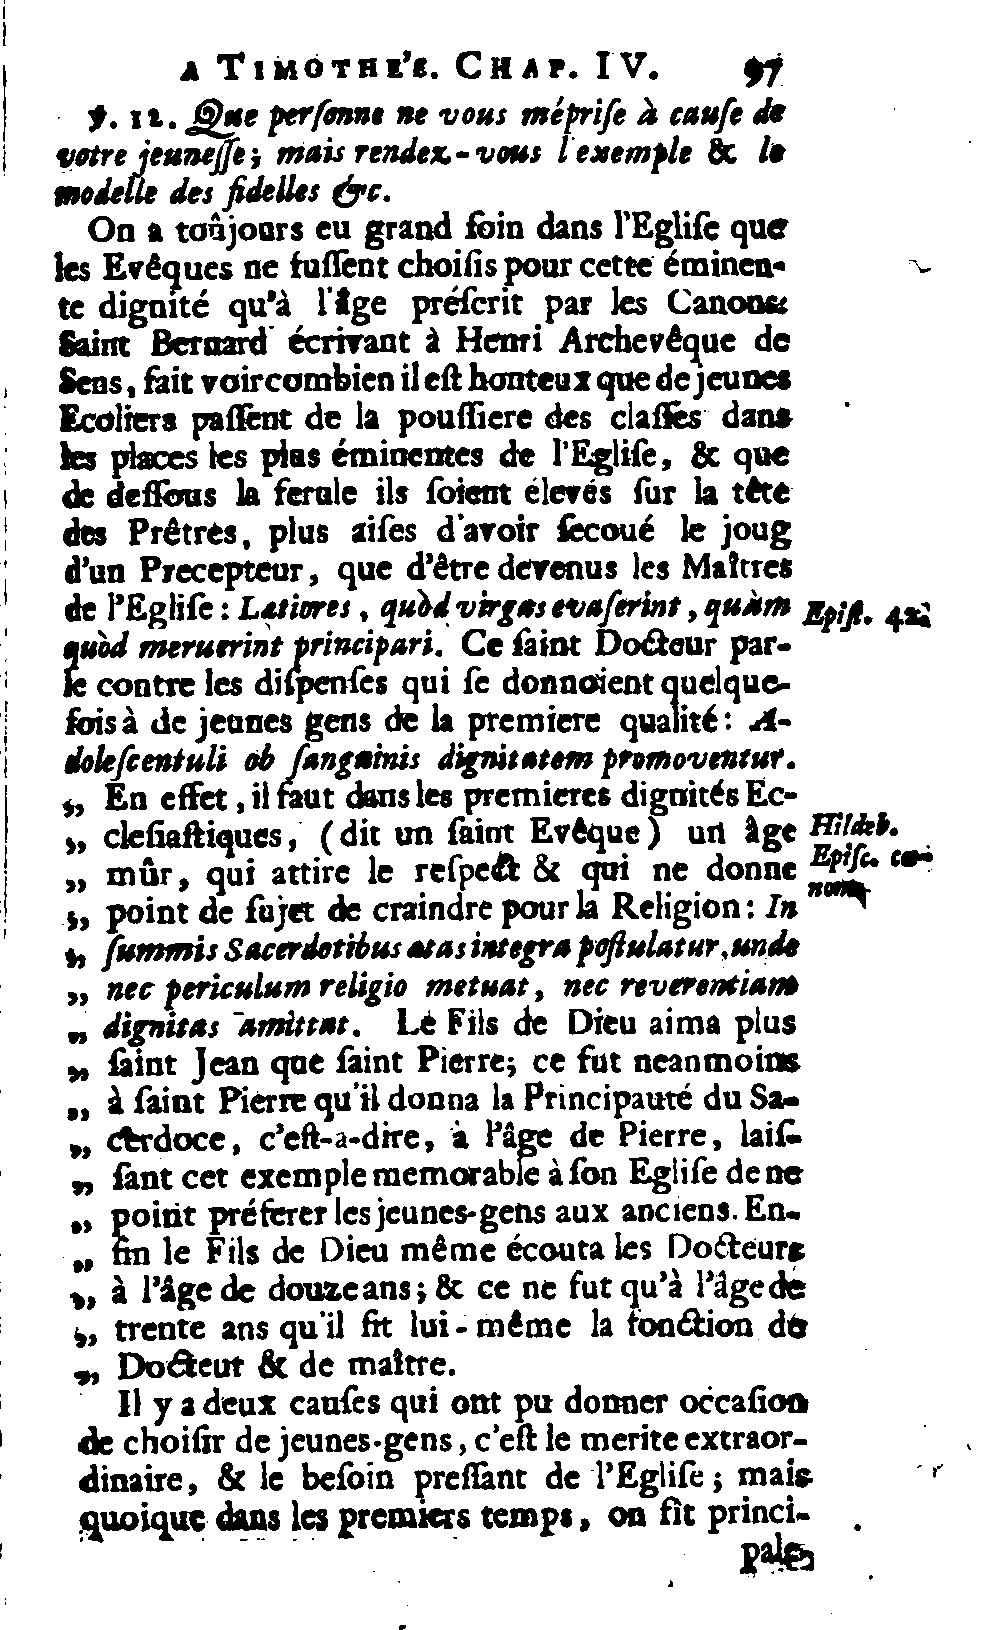 A TIMOTHE'E. CHAP. IV. 97
℣. 12. Que perſonne ne vous mépriſe à cauſe de
votre jeuneſſe; mais rendez-vous l'exemple & le
modelle des fidelles &c.
On a toûjours eu grand ſoin dans l'Egliſe que
les Evêques ne fuſſent choiſis pour cette éminen-
te dignité qu'à l'âge préſcrit par les Canons:
Saint Bernard écrivant à Henri Archevêque de
Sens, fait voir combien il eſt honteux que de jeunes
Ecoliers paſſent de la pouſſiere des claſſes dans
les places les plus éminentes de l'Egliſe, & que
de deſſous la ferule ils ſoient élevés ſur la tête
des Prêtres, plus aiſes d'avoir ſecoué le joug
d'un Precepteur, que d'être devenus les Maîtres
de l'Egliſe: Latiores, quòd virgas evaſerint, quàm
quòd meruerint principari. Ce ſaint Docteur par-
le contre les diſpenſes qui ſe donnoient quelque-
fois à de jeunes gens de la premiere qualité: A-
doleſcentuli ob ſanguinis dignitatem promoventur.
„ En effet, il faut dans les premieres dignités Ec-
„ cleſiaſtiques, (dit un ſaint Evêque) un âge
„ mûr, qui attire le reſpect & qui ne donne
„ point de ſujet de craindre pour la Religion: In
„ ſummis Sacerdotibus ætas integra poſtulatur, unde
„ nec periculum religio metuat, nec reverentiam
„ dignitas amittat. Le Fils de Dieu aima plus
„ ſaint Jean que ſaint Pierre; ce fut neanmoins
„ à ſaint Pierre qu'il donna la Principauté du Sa-
„ cerdoce, c'eſt-a-dire, à l'âge de Pierre, laiſ-
„ ſant cet exemple memorable à ſon Egliſe de ne
„ point préferer les jeunes-gens aux anciens. En-
„ fin le Fils de Dieu même écouta les Docteurs
„ à l'âge de douze ans; & ce ne fut qu'à l'âge de
„ trente ans qu'il fit lui-même la fonction de
„ Docteur & de maître.
Il y a deux cauſes qui ont pu donner occaſion
de choiſir de jeunes-gens, c'eſt le merite extraor-
dinaire, & le beſoin preſſant de l'Egliſe; mais
quoique dans les premiers temps, on fit princi-
pale-
Epiſt. 42.
Hildeb.
Epiſc.